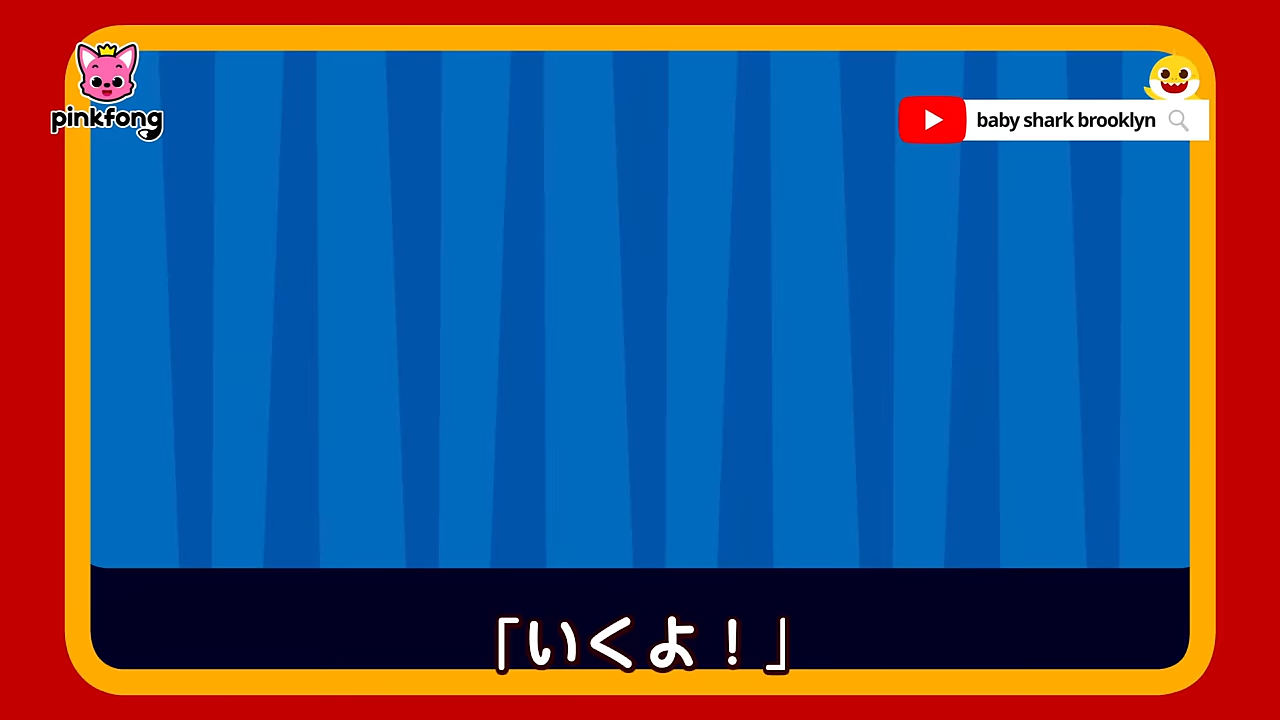 pinkfong
baby shark brooklyn
「いくよ！」